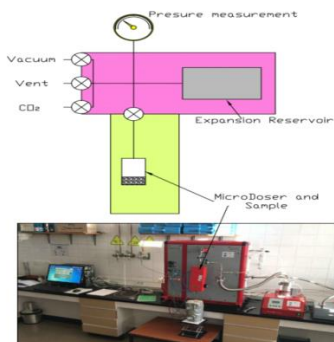 Presure measurement
Vacuum
Vent
CO₂
Expansion Reservoir
MicroDoser and
Sample